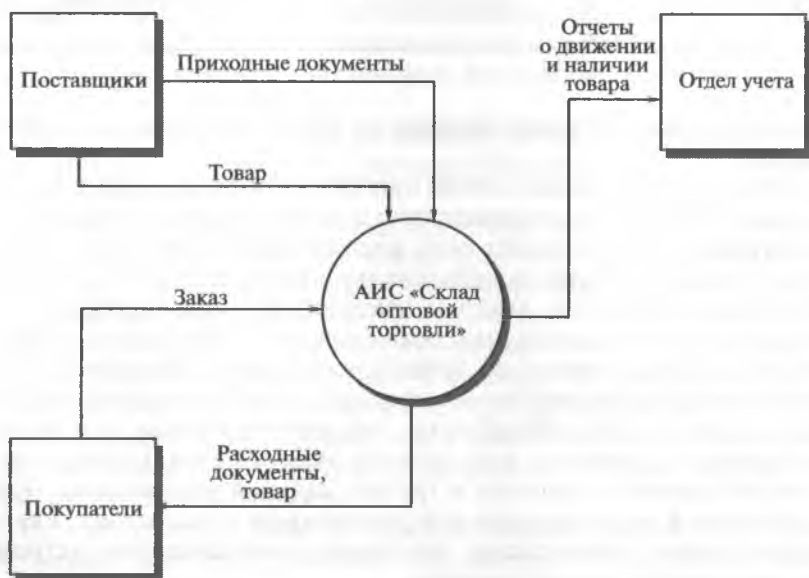 Поставщики
Приходные документы
Отчеты
о движении
и наличии
товара
Отдел учета
Товар
Заказ
АИС «Склад
оптовой
торговли»
Расходные
документы,
товар
Покупатели